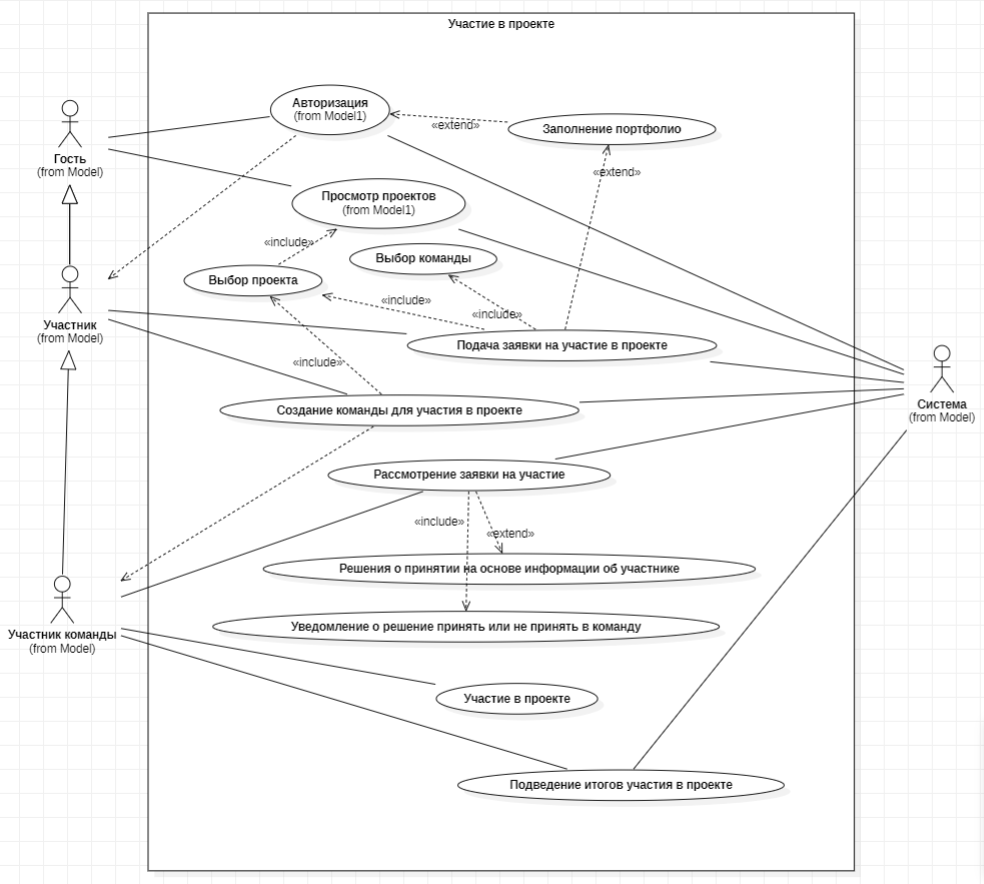 Участие в проекте
Авторизация
(from Model1)
«extend»
Заполнение портфолио
Гость
(from Model)
«extend»
Просмотр проектов
(from Model1)
«include»
Выбор команды
Выбор проекта
«include»
«include»
Участник
(from Model)
Подача заявки на участие в проекте
«include»
Система
(from Model)
Создание команды для участия в проекте
Рассмотрение заявки на участие
«include»
«extend»
Решения о принятии на основе информации об участнике
Уведомление о решение принять или не принять в команду
Участник команды
(from Model)
Участие в проекте
Подведение итогов участия в проекте